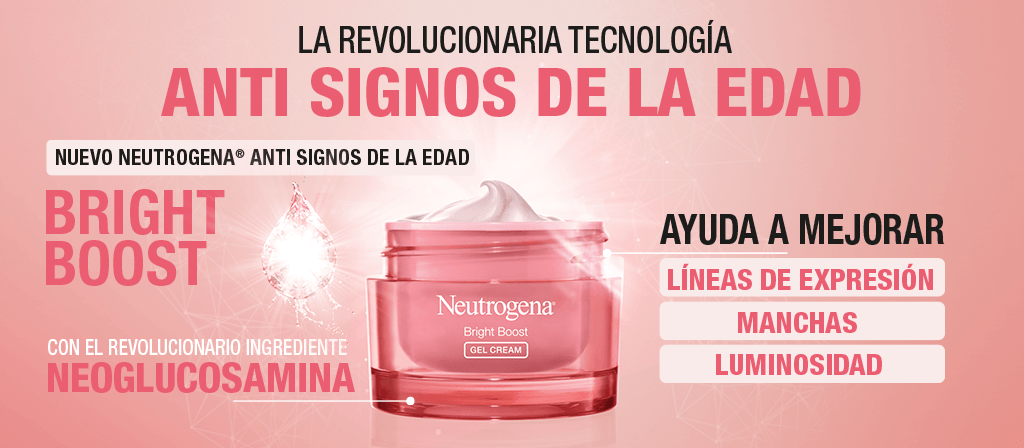 LA REVOLUCIONARIA TECNOLOGÍA
ANTI SIGNOS DE LA EDAD
NUEVO NEUTROGENA® ANTI SIGNOS DE LA EDAD
BRIGHT
BOOST
CON EL REVOLUCIONARIO INGREDIENTE
NEOGLUCOSAMINA
Neutrogena®
Bright Boost
GEL CREAM
AYUDA A MEJORAR
LÍNEAS DE EXPRESIÓN
MANCHAS
LUMINOSIDAD